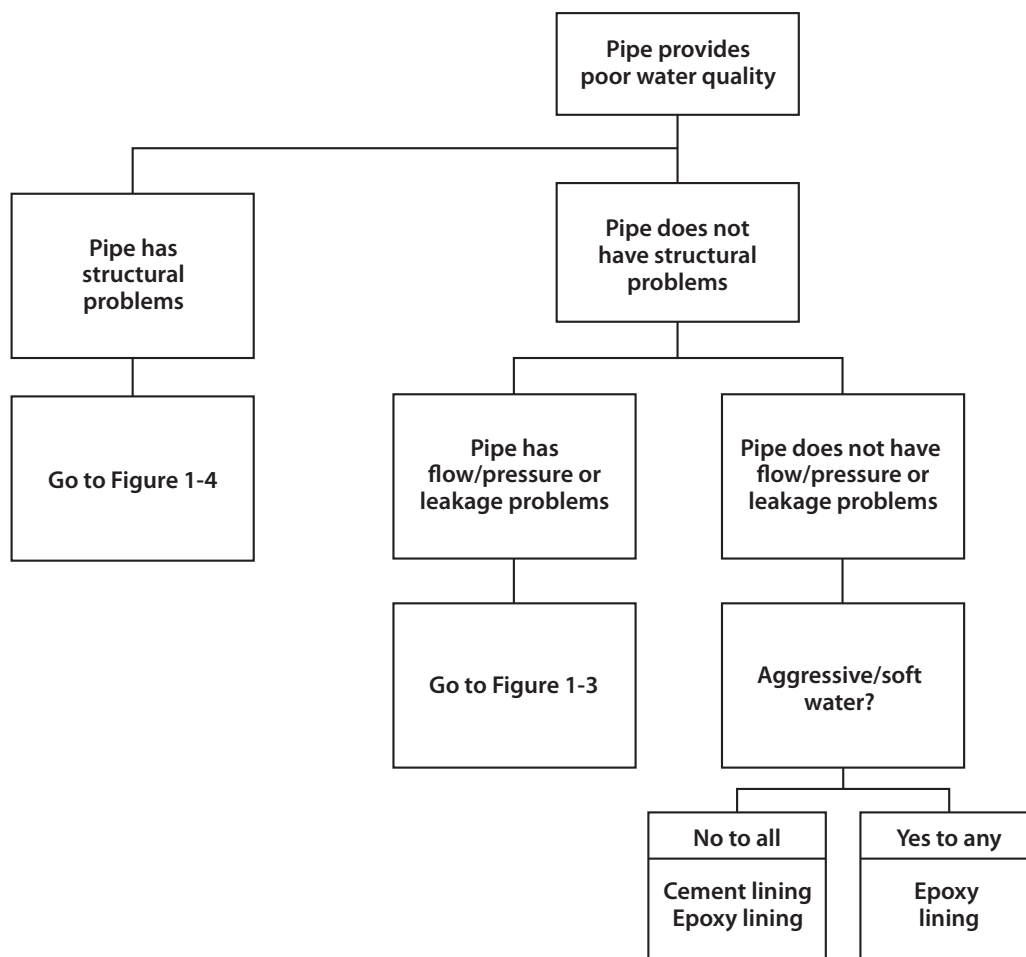 Pipe provides
poor water quality
Pipe has
structural
problems
Pipe does not
have structural
problems
Go to Figure 1-4
Pipe has
flow/pressure or
leakage problems
Pipe does not have
flow/pressure or
leakage problems
Go to Figure 1-3
Aggressive/soft
water?
No to all
Cement lining
Epoxy lining
Yes to any
Epoxy
lining